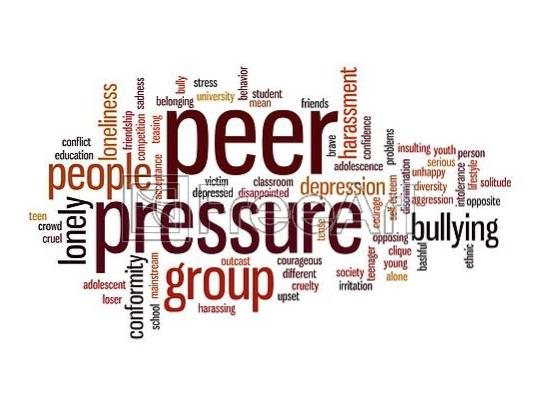 stress
bully
behavior
sadness
belonging
university
mean
student
friends
loneliness
friendship
competition
teasing
peer
harassment
confidence
brave
problems
conflict
education
acceptance
adolescence
insulting
youth
person
serious
people
victim
classroom
depressed
disappointed
depression
unhappy
diversity
aggression
discrimination
intolerance
lifestyle
solitude
opposite
self-esteem
courage
teen
crowd
cruel
lonely
pressure
tense
opposing
clique
young
alone
bullying
bashful
ethnic
adolescent
loser
conformity
mainstream
school
outcast
group
harassing
courageous
different
cruelty
upset
society
irritation
teenager